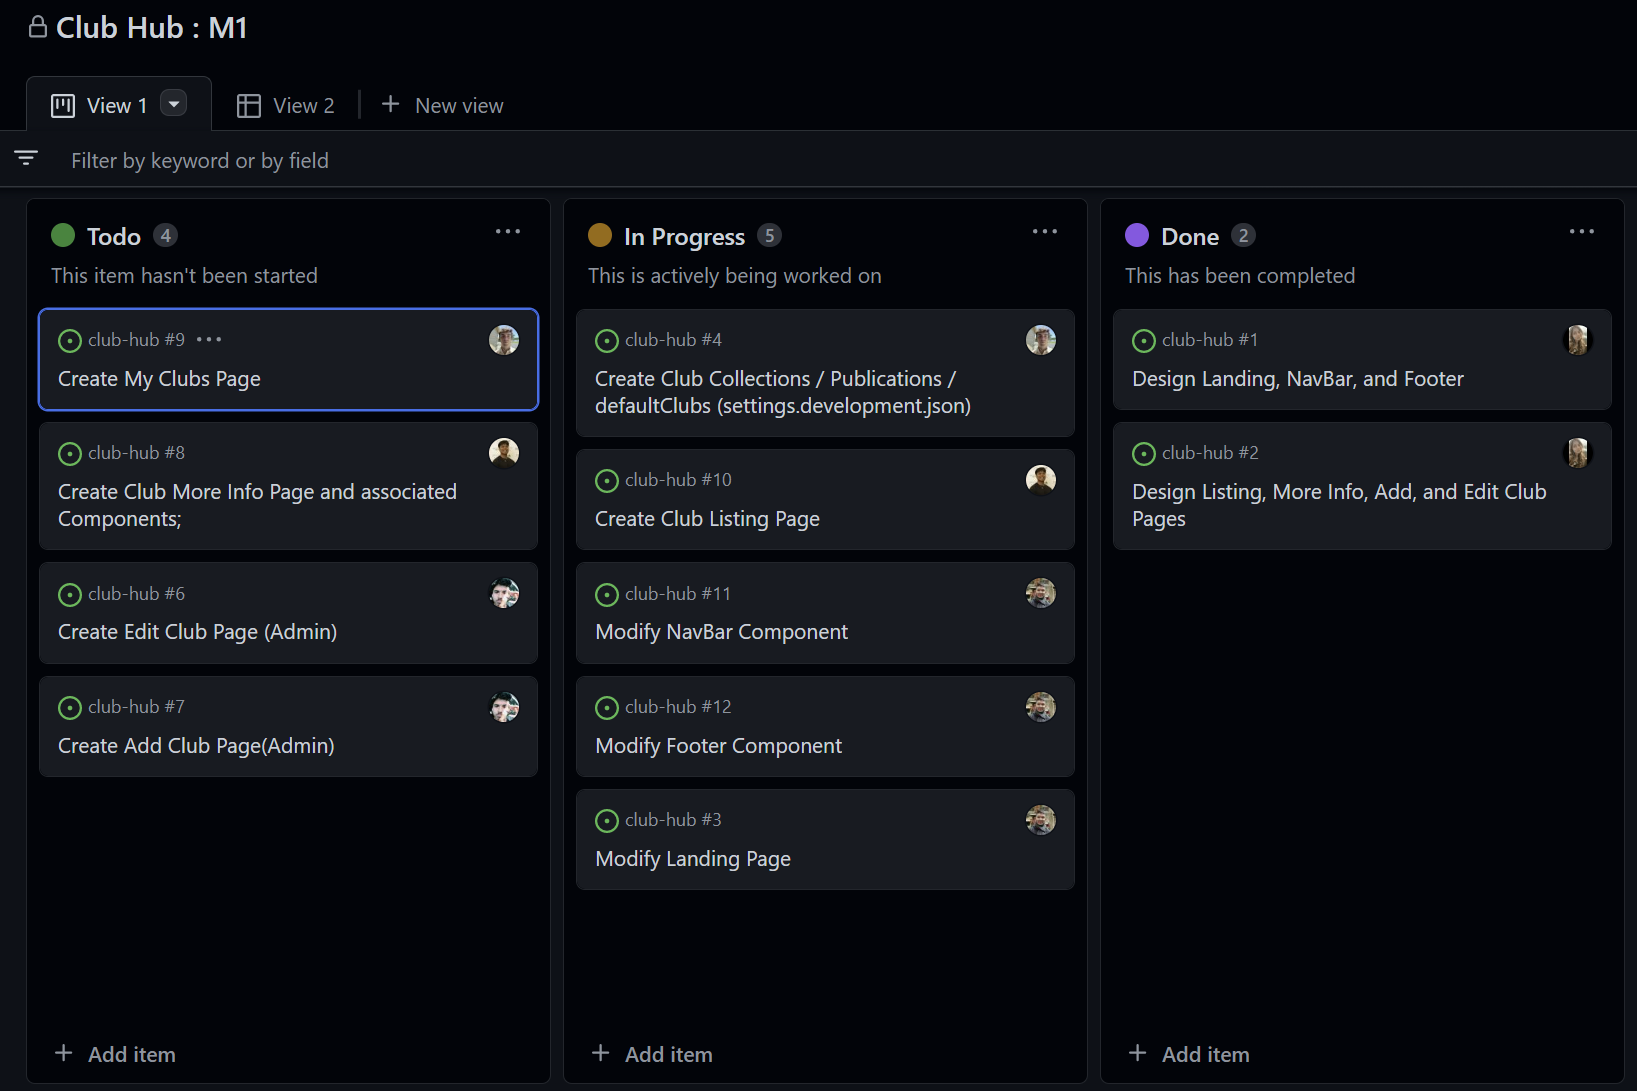 Club Hub : M1
View 1
View 2
New view
Filter by keyword or by field
Todo 4
This item hasn't been started
club-hub #9
Create My Clubs Page
club-hub #8
Create Club More Info Page and associated
Components;
club-hub #6
Create Edit Club Page (Admin)
club-hub #7
Create Add Club Page(Admin)
Add item
In Progress 5
This is actively being worked on
club-hub #4
Create Club Collections / Publications /
defaultClubs (settings.development.json)
club-hub #10
Create Club Listing Page
club-hub #11
Modify NavBar Component
club-hub #12
Modify Footer Component
club-hub #3
Modify Landing Page
Add item
Done 2
This has been completed
club-hub #1
Design Landing, NavBar, and Footer
club-hub #2
Design Listing, More Info, Add, and Edit Club
Pages
Add item